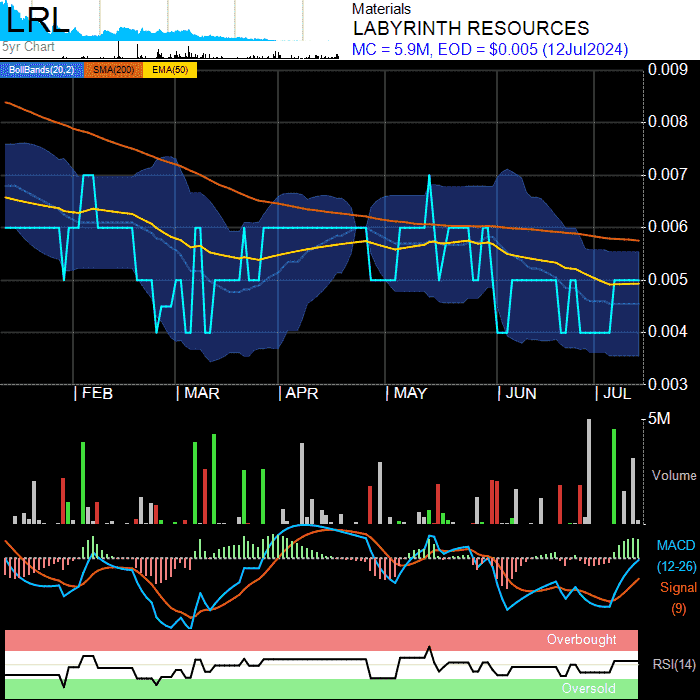 LRL
5yr Chart
Materials
LABYRINTH RESOURCES
MC = 5.9M, EOD = $0.005 (12Jul2024)
BollBands(20,2) SMA(200) EMA(50)
0.009
0.008
0.007
0.006
0.005
0.004
0.003
| FEB | MAR | APR | MAY | JUN | JUL
5M
Volume
MACD
(12-26)
Signal
(9)
Overbought
RSI(14)
Oversold